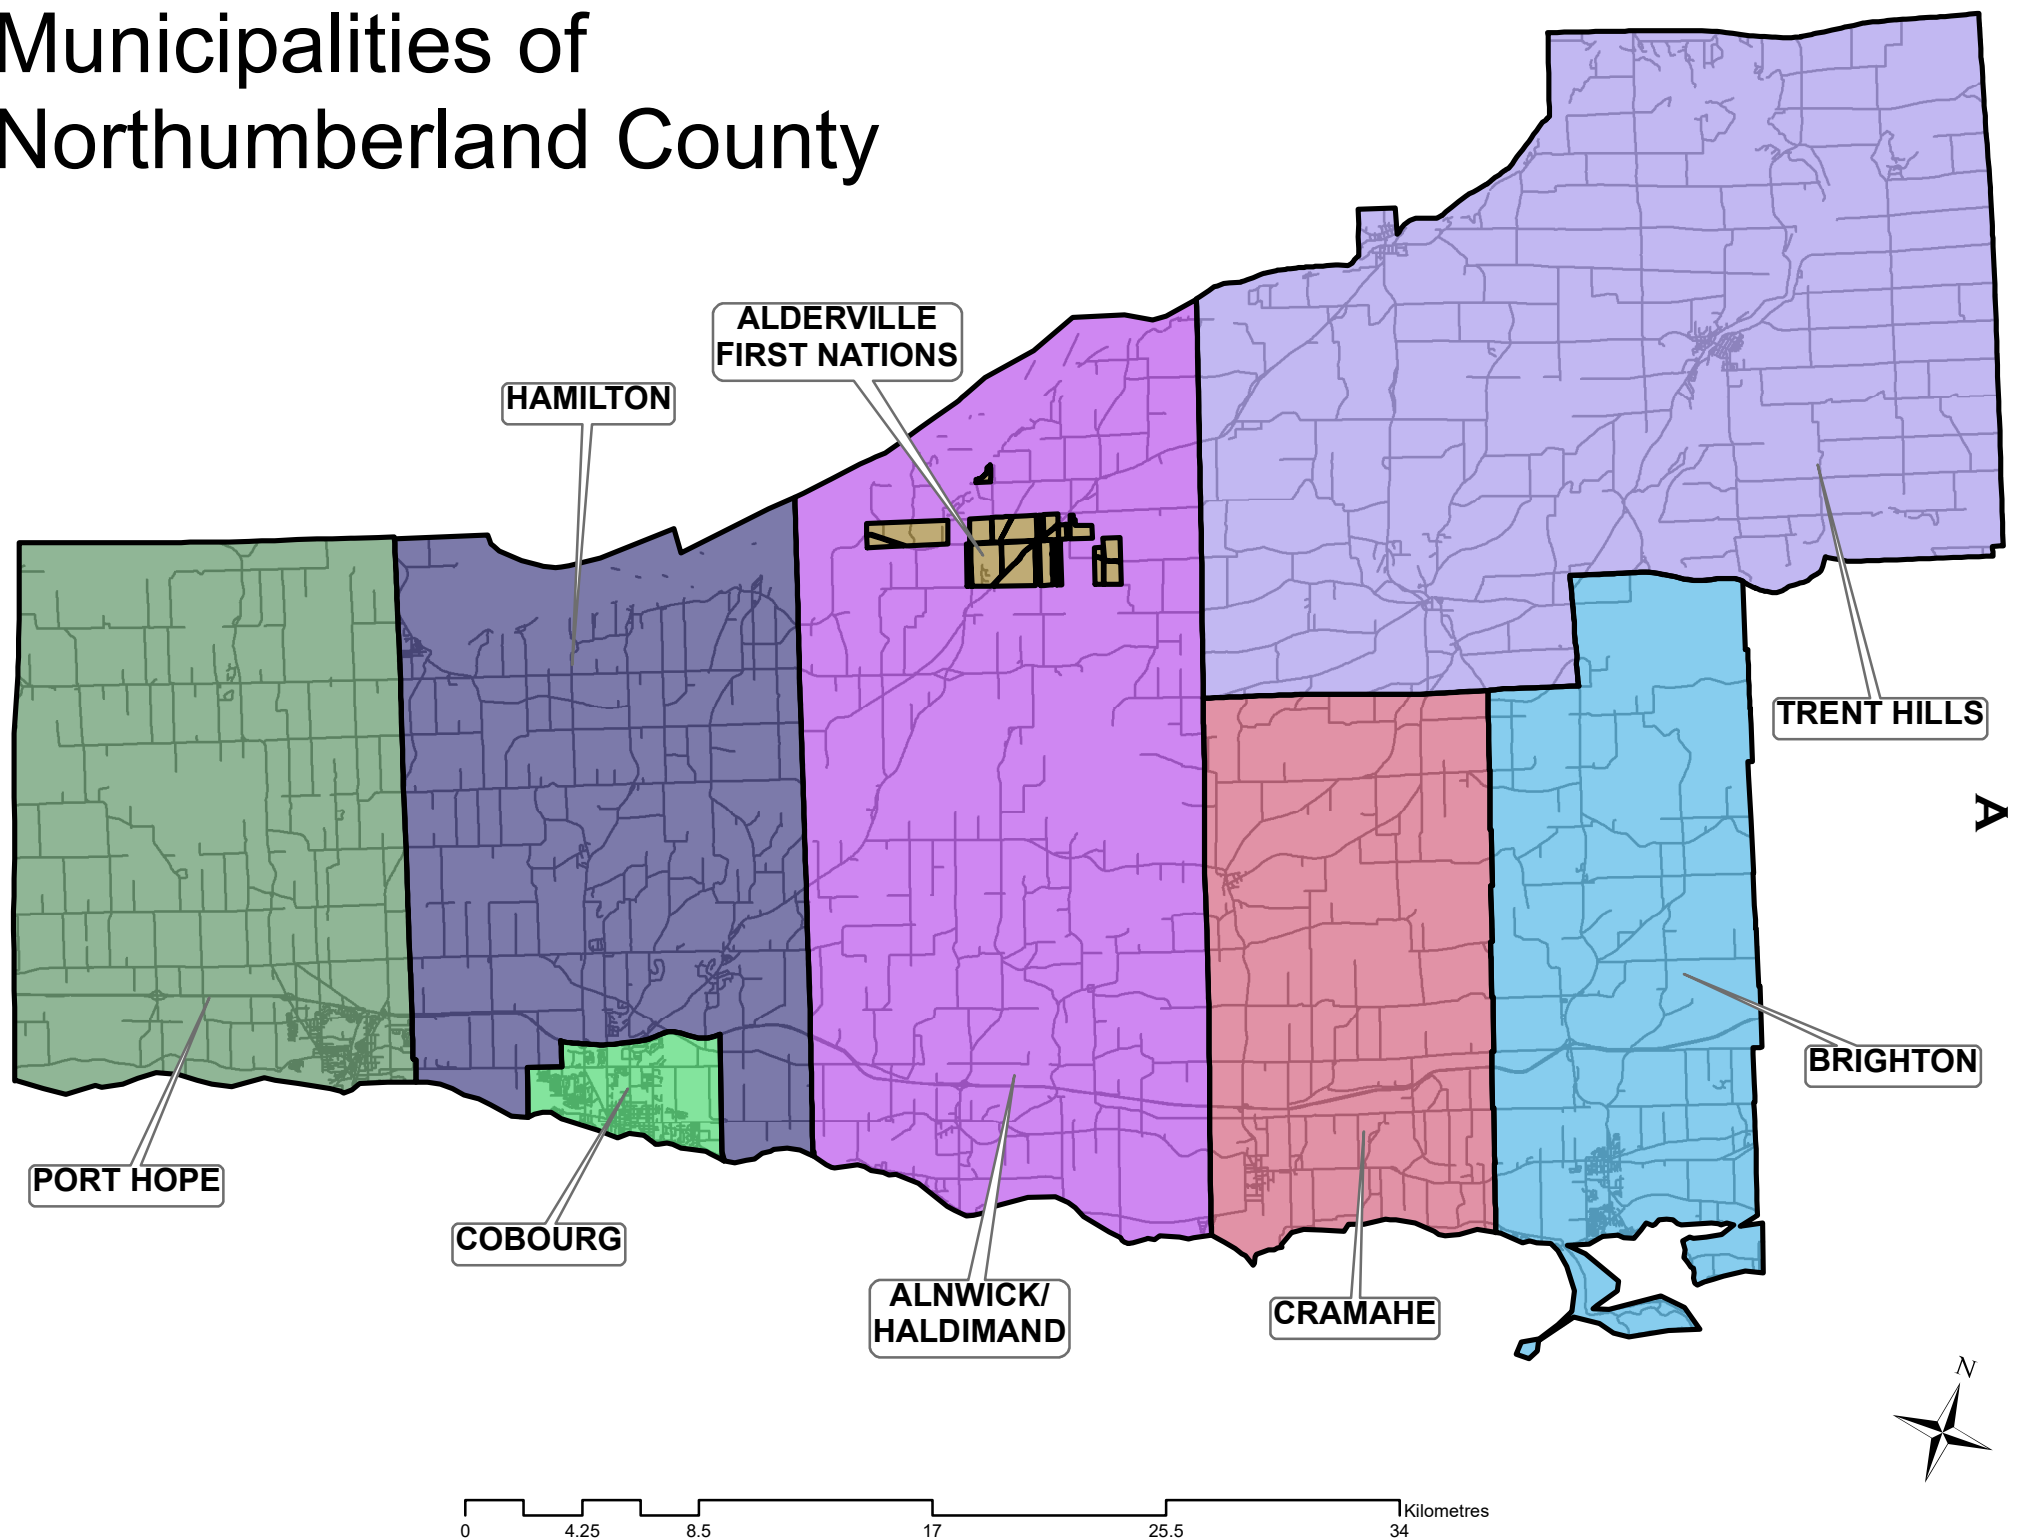 Municipalities of
Northumberland County
ALDERVILLE
FIRST NATIONS
HAMILTON
TRENT HILLS
A
BRIGHTON
PORT HOPE
COBOURG
ALNWICK/
HALDIMAND
CRAMAHE
N
Kilometres
0 4.25 8.5 17 25.5 34